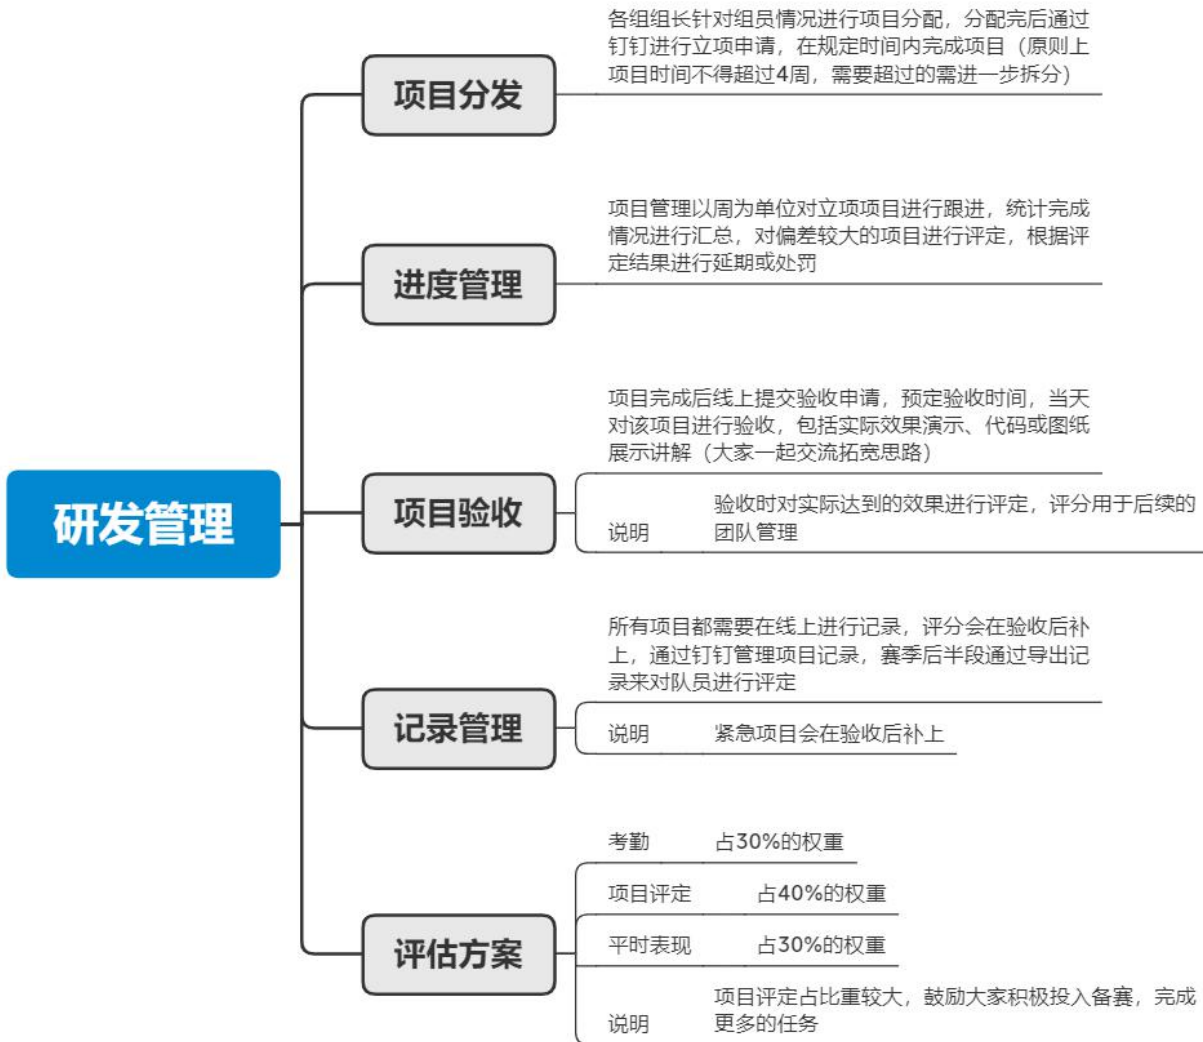 各组组长针对组员情况进行项目分配，分配完后通过
钉钉进行立项申请，在规定时间内完成项目（原则上
项目时间不得超过4周，需要超过的需进一步拆分）
项目分发
项目管理以周为单位对立项项目进行跟进，统计完成
情况进行汇总，对偏差较大的项目进行评定，根据评
定结果进行延期或处罚
进度管理
项目完成后线上提交验收申请，预定验收时间，当天
对该项目进行验收，包括实际效果演示、代码或图纸
展示讲解（大家一起交流拓宽思路）
项目验收
验收时对实际达到的效果进行评定，评分用于后续的
说明
团队管理
研发管理
所有项目都需要在线上进行记录，评分会在验收后补
上，通过钉钉管理项目记录，赛季后半段通过导出记
录来对队员进行评定
记录管理
说明 紧急项目会在验收后补上
考勤 占30%的权重
项目评定 占40%的权重
平时表现 占30%的权重
评估方案
项目评定占比重较大，鼓励大家积极投入备赛，完成
说明
更多的任务